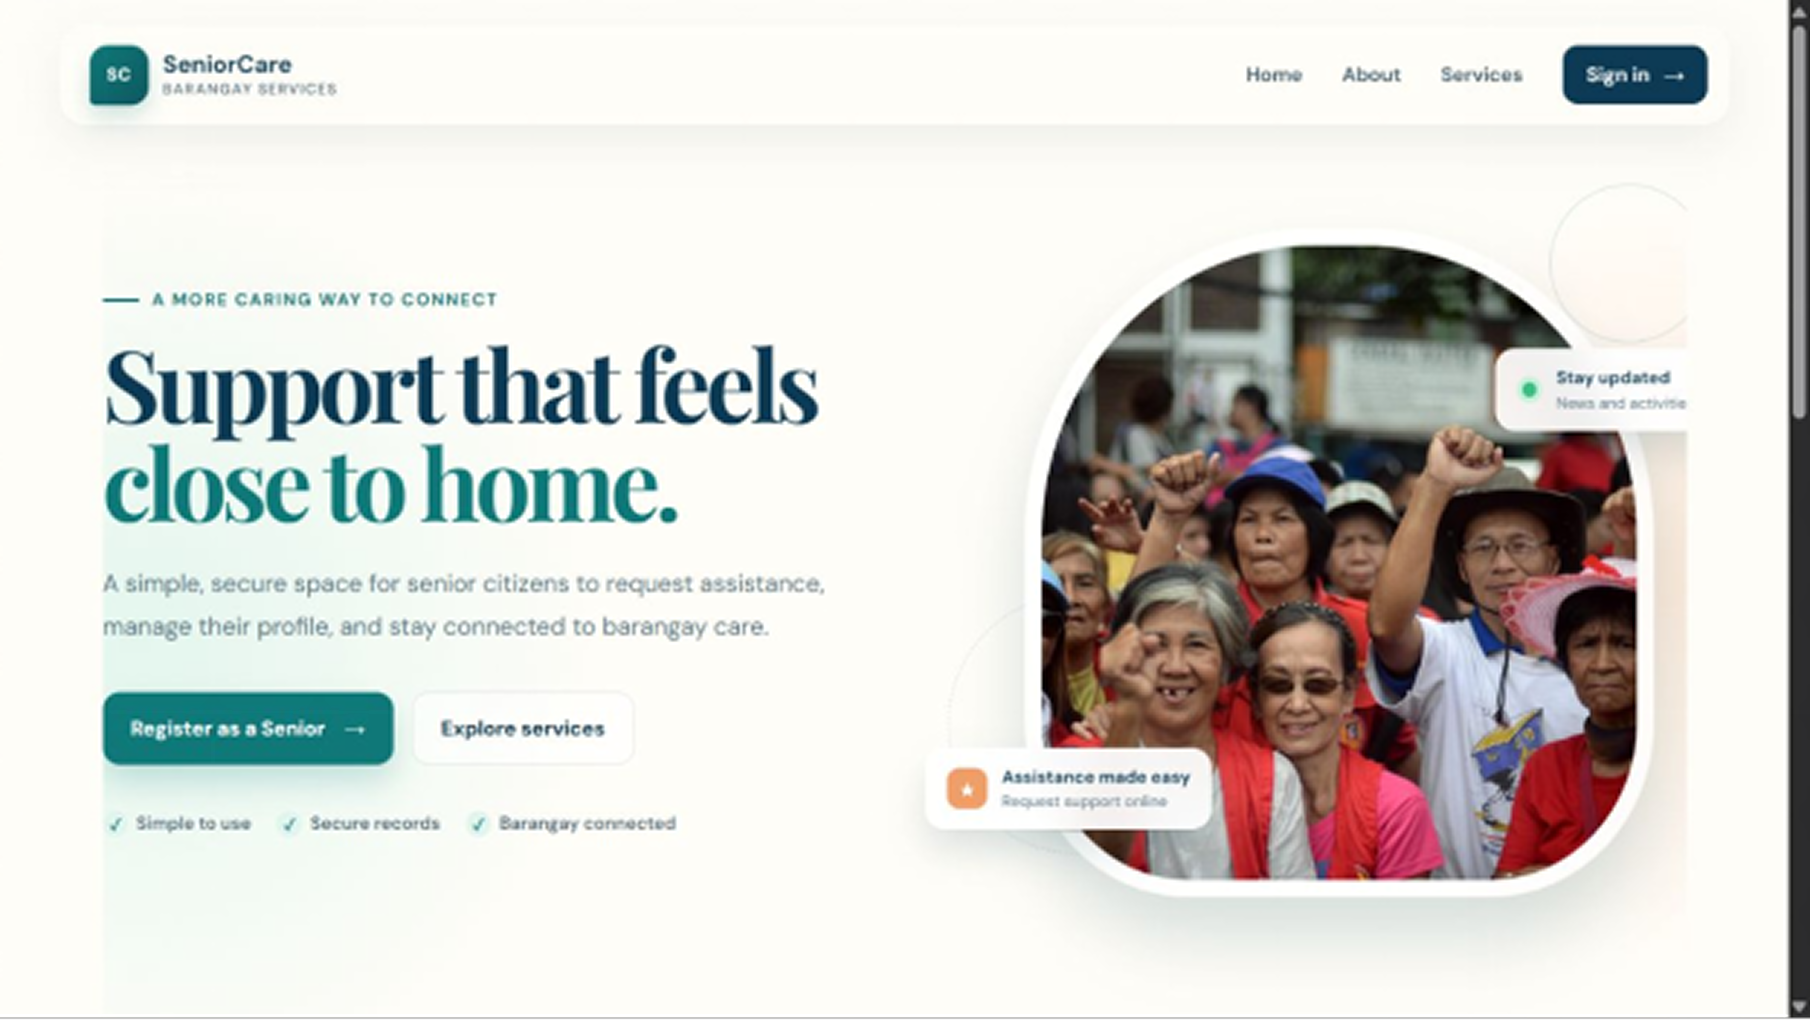 SC
SeniorCare
BARANGAY SERVICES
Home
About
Services
Sign in →
A MORE CARING WAY TO CONNECT
Support that feels
close to home.
A simple, secure space for senior citizens to request assistance,
manage their profile, and stay connected to barangay care.
Register as a Senior →
Explore services
✓ Simple to use
✓ Secure records
✓ Barangay connected
Stay updated
News and activitie
Assistance made easy
Request support online